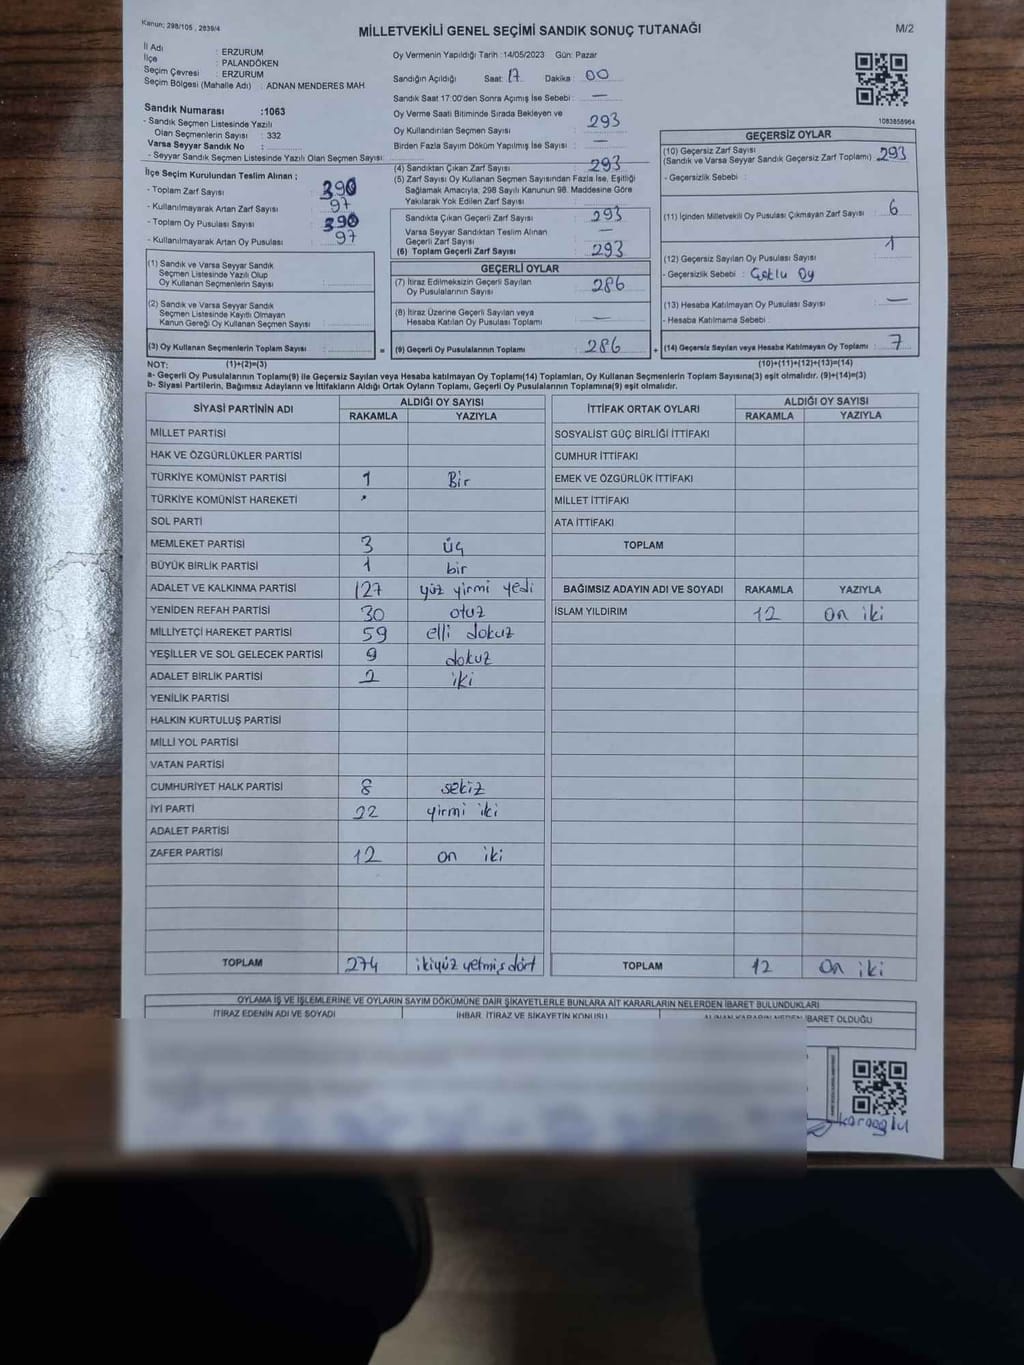 Kanun; 298/105 , 2839/4
MİLLETVEKİLİ GENEL SEÇİMİ SANDIK SONUÇ TUTANAĞI
M/2
İl Adı : ERZURUM
İlçe : PALANDÖKEN
Seçim Çevresi : ERZURUM
Seçim Bölgesi (Mahalle Adı) : ADNAN MENDERES MAH
Sandık Numarası :1063
- Sandık Seçmen Listesinde Yazılı
Olan Seçmenlerin Sayısı : 332
Varsa Seyyar Sandık No :
- Seyyar Sandık Seçmen Listesinde Yazılı Olan Seçmen Sayısı:
İlçe Seçim Kurulundan Teslim Alınan ;
- Toplam Zarf Sayısı : 390
- Kullanılmayarak Artan Zarf Sayısı : 97
- Toplam Oy Pusulası Sayısı : 390
- Kullanılmayarak Artan Oy Pusulası : 97
Oy Vermenin Yapıldığı Tarih :14/05/2023 Gün: Pazar
Sandığın Açıldığı Saat: 17 Dakika : 00
Sandık Saat 17:00'den Sonra Açımış İse Sebebi : —
Oy Verme Saati Bitiminde Sırada Bekleyen ve
Oy Kullandırılan Seçmen Sayısı : 293
Birden Fazla Sayım Döküm Yapılmış İse Sayısı : —
(4) Sandıktan Çıkan Zarf Sayısı : 293
(5) Zarf Sayısı Oy Kullanan Seçmen Sayısından Fazla İse, Eşitliği
Sağlamak Amacıyla, 298 Sayılı Kanunun 98. Maddesine Göre
Yakılarak Yok Edilen Zarf Sayısı :
Sandıkta Çıkan Geçerli Zarf Sayısı : 293
Varsa Seyyar Sandıktan Teslim Alınan
Geçerli Zarf Sayısı : —
(6) Toplam Geçerli Zarf Sayısı : 293
1083858964
GEÇERSİZ OYLAR
(10) Geçersiz Zarf Sayısı
(Sandık ve Varsa Seyyar Sandık Geçersiz Zarf Toplamı) : 293
- Geçersizlik Sebebi :
(11) İçinden Milletvekili Oy Pusulası Çıkmayan Zarf Sayısı : 6
(12) Geçersiz Sayılan Oy Pusulası Sayısı : 1
- Geçersizlik Sebebi : Çoklu Oy
(13) Hesaba Katılmayan Oy Pusulası Sayısı : —
- Hesaba Katılmama Sebebi :
(14) Geçersiz Sayılan veya Hesaba Katılmayan Oy Toplamı : 7
(1) Sandık ve Varsa Seyyar Sandık
Seçmen Listesinde Yazılı Olup
Oy Kullanan Seçmenlerin Sayısı :
(2) Sandık ve Varsa Seyyar Sandık
Seçmen Listesinde Kayıtlı Olmayan
Kanun Gereği Oy Kullanan Seçmen Sayısı :
(3) Oy Kullanan Seçmenlerin Toplam Sayısı : =
GEÇERLİ OYLAR
(7) İtiraz Edilmeksizin Geçerli Sayılan
Oy Pusulalarının Sayısı : 286
(8) İtiraz Üzerine Geçerli Sayılan veya
Hesaba Katılan Oy Pusulası Toplamı : —
(9) Geçerli Oy Pusulalarının Toplamı : 286 +
NOT: (1)+(2)=(3) (10)+(11)+(12)+(13)=(14)
a- Geçerli Oy Pusulalarının Toplamı(9) ile Geçersiz Sayılan veya Hesaba katılmayan Oy Toplamı(14) Toplamları, Oy Kullanan Seçmenlerin Toplam Sayısına(3) eşit olmalıdır. (9)+(14)=(3)
b- Siyasi Partilerin, Bağımsız Adayların ve İttifakların Aldığı Ortak Oyların Toplamı, Geçerli Oy Pusulalarının Toplamına(9) eşit olmalıdır.
SİYASİ PARTİNİN ADI ALDIĞI OY SAYISI
RAKAMLA YAZIYLA
MİLLET PARTİSİ
HAK VE ÖZGÜRLÜKLER PARTİSİ
TÜRKİYE KOMÜNİST PARTİSİ 1 Bir
TÜRKİYE KOMÜNİST HAREKETİ
SOL PARTİ
MEMLEKET PARTİSİ 3 üç
BÜYÜK BİRLİK PARTİSİ 1 bir
ADALET VE KALKINMA PARTİSİ 127 yüz yirmi yedi
YENİDEN REFAH PARTİSİ 30 otuz
MİLLİYETÇİ HAREKET PARTİSİ 59 elli dokuz
YEŞİLLER VE SOL GELECEK PARTİSİ 9 dokuz
ADALET BİRLİK PARTİSİ 2 iki
YENİLİK PARTİSİ
HALKIN KURTULUŞ PARTİSİ
MİLLİ YOL PARTİSİ
VATAN PARTİSİ
CUMHURİYET HALK PARTİSİ 8 sekiz
İYİ PARTİ 22 yirmi iki
ADALET PARTİSİ
ZAFER PARTİSİ 12 on iki
TOPLAM 274 ikiyüz yetmiş dört
İTTİFAK ORTAK OYLARI ALDIĞI OY SAYISI
RAKAMLA YAZIYLA
SOSYALİST GÜÇ BİRLİĞİ İTTİFAKI
CUMHUR İTTİFAKI
EMEK VE ÖZGÜRLÜK İTTİFAKI
MİLLET İTTİFAKI
ATA İTTİFAKI
TOPLAM
BAĞIMSIZ ADAYIN ADI VE SOYADI RAKAMLA YAZIYLA
İSLAM YILDIRIM 12 on iki
TOPLAM 12 on iki
OYLAMA İŞ VE İŞLEMLERİNE VE OYLARIN SAYIM DÖKÜMÜNE DAİR ŞİKAYETLERLE BUNLARA AİT KARARLARIN NELERDEN İBARET BULUNDUKLARI
İTİRAZ EDENİN ADI VE SOYADI İHBAR, İTİRAZ VE ŞİKAYETİN KONUSU ALINAN KARARIN NEDEN İBARET OLDUĞU
karaoglu